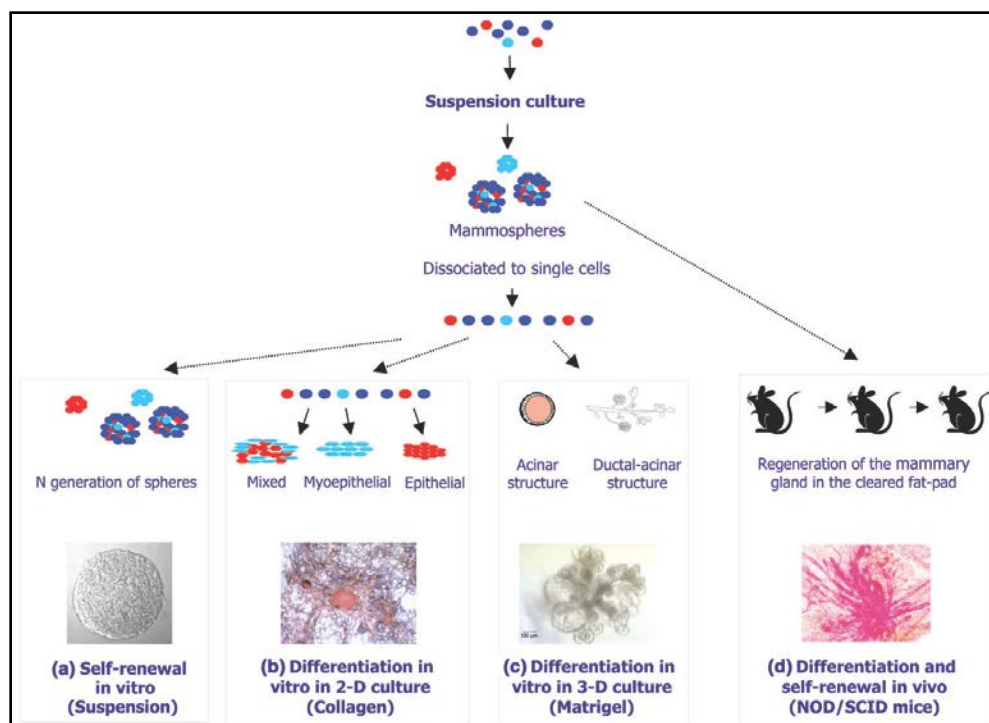 Suspension culture
Mammospheres
Dissociated to single cells
N generation of spheres
(a) Self-renewal
in vitro
(Suspension)
Mixed Myoepithelial Epithelial
(b) Differentiation in
vitro in 2-D culture
(Collagen)
Acinar
structure
Ductal-acinar
structure
100 µm
(c) Differentiation in
vitro in 3-D culture
(Matrigel)
Regeneration of the mammary
gland in the cleared fat-pad
(d) Differentiation and
self-renewal in vivo
(NOD/SCID mice)